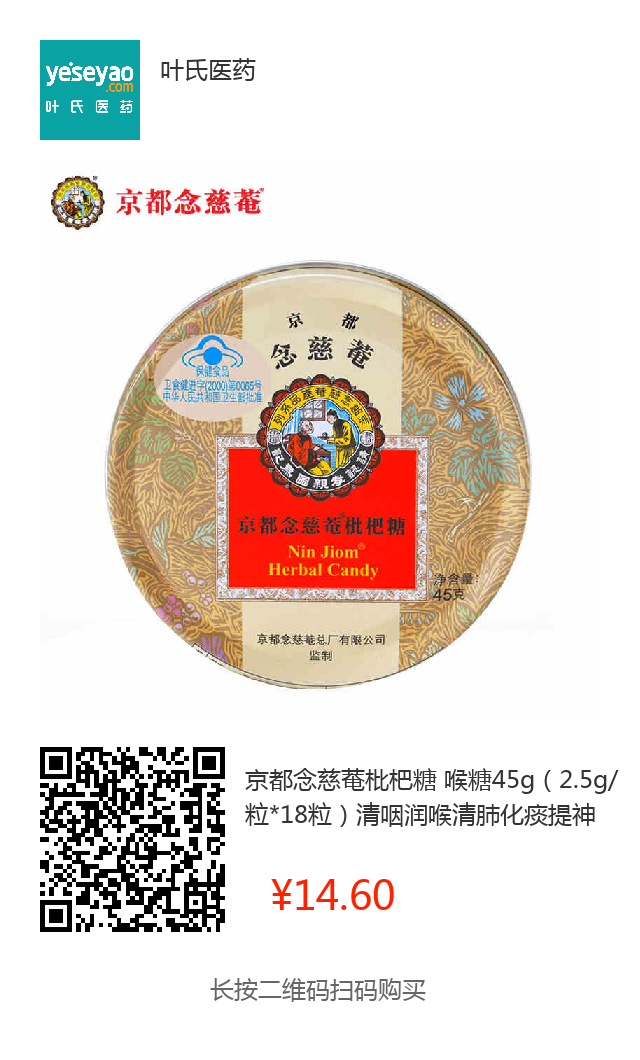 yeseyao
.com
叶氏医药
叶氏医药
京都念慈菴®
京都
念慈菴
保健食品
卫食健进字(2000)第0065号
中华人民共和国卫生部批准
京都念慈菴®枇杷糖
Nin Jiom®
Herbal Candy
净含量:
45克
京都念慈菴总厂有限公司
监制
京都念慈菴枇杷糖 喉糖45g(2.5g/
粒*18粒)清咽润喉清肺化痰提神
¥14.60
长按二维码扫码购买